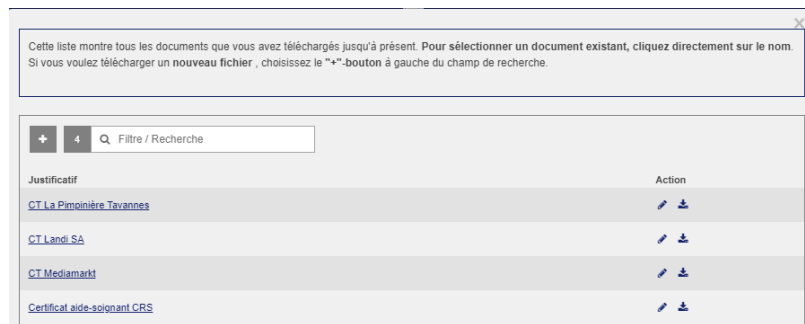 Cette liste montre tous les documents que vous avez téléchargés jusqu'à présent. Pour sélectionner un document existant, cliquez directement sur le nom.
Si vous voulez télécharger un nouveau fichier , choisissez le "+"-bouton à gauche du champ de recherche.
+ 4 Filtre / Recherche
Justificatif Action
CT La Pimpinière Tavannes
CT Landi SA
CT Mediamarkt
Certificat aide-soignant CRS